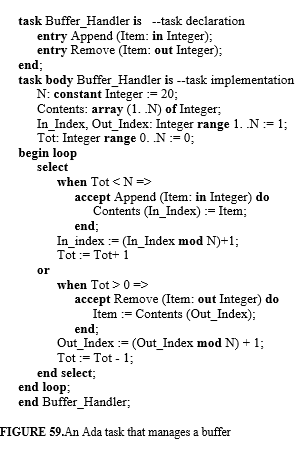 task Buffer_Handler is   --task declaration
entry Append (Item: in Integer);
entry Remove (Item: out Integer);
end;
task body Buffer_Handler is --task implementation
N: constant Integer := 20;
Contents: array (1. .N) of Integer;
In_Index, Out_Index: Integer range 1. .N := 1;
Tot: Integer range 0. .N := 0;
begin loop
select
when Tot < N =>
accept Append (Item: in Integer) do
Contents (In_Index) := Item;
end;
In_index := (In_Index mod N)+1;
Tot := Tot+ 1
or
when Tot > 0 =>
accept Remove (Item: out Integer) do
Item := Contents (Out_Index);
end;
Out_Index := (Out_Index mod N) + 1;
Tot := Tot - 1;
end select;
end loop;
end Buffer_Handler;
FIGURE 59.An Ada task that manages a buffer